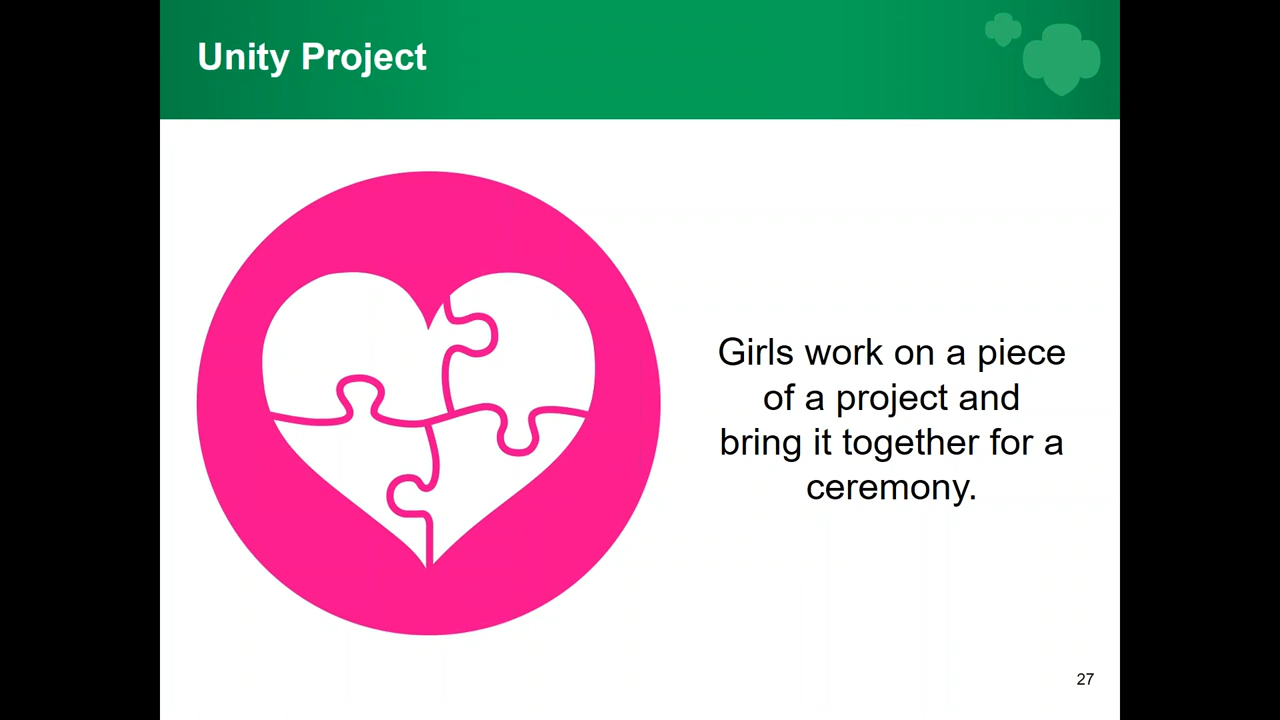 Unity Project
Girls work on a piece
of a project and
bring it together for a
ceremony.
27